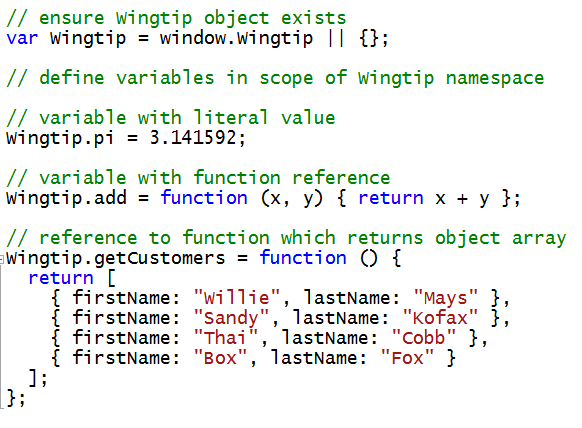 // ensure Wingtip object exists
var Wingtip = window.Wingtip || {};
// define variables in scope of Wingtip namespace
// variable with literal value
Wingtip.pi = 3.141592;
// variable with function reference
Wingtip.add = function (x, y) { return x + y };
// reference to function which returns object array
Wingtip.getCustomers = function () {
  return [
    { firstName: "Willie", lastName: "Mays" },
    { firstName: "Sandy", lastName: "Kofax" },
    { firstName: "Thai", lastName: "Cobb" },
    { firstName: "Box", lastName: "Fox" }
  ];
};